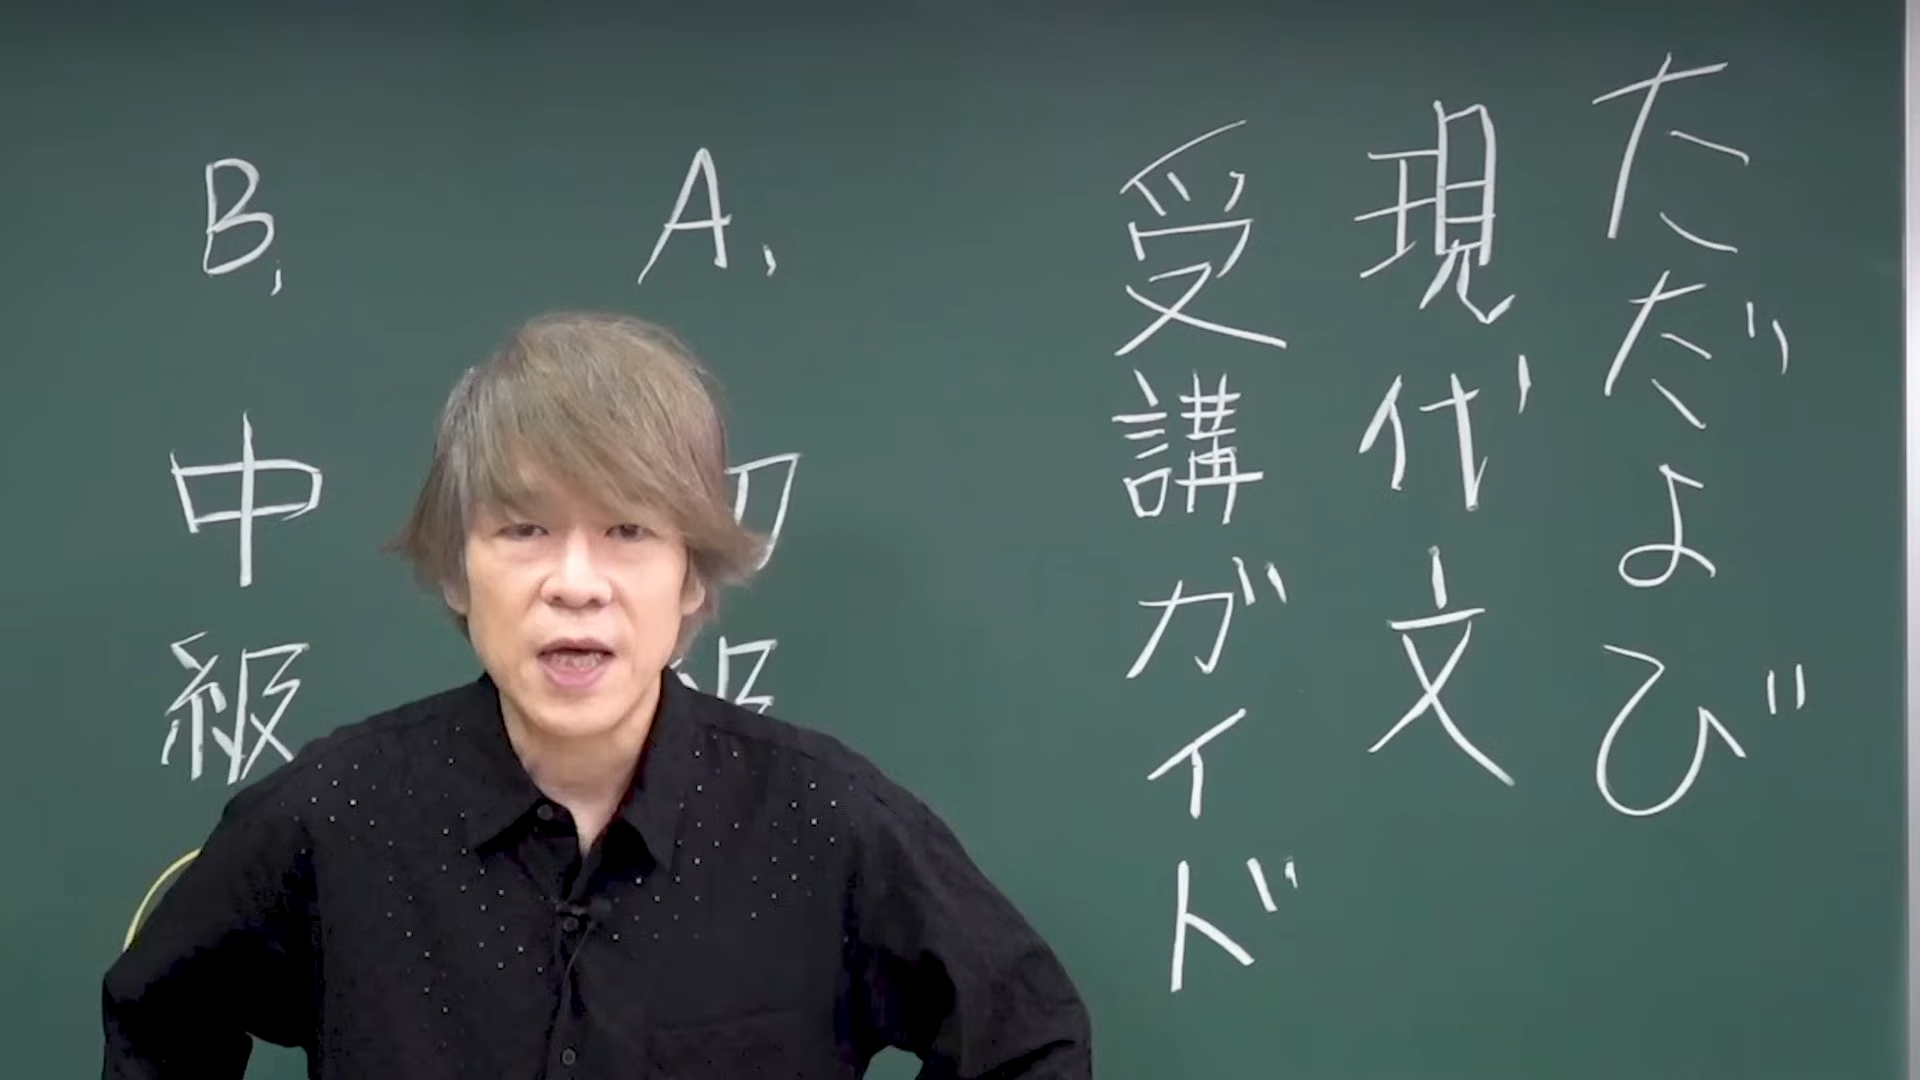 ただよび
現代文
受講ガイド
A,
B,
中級